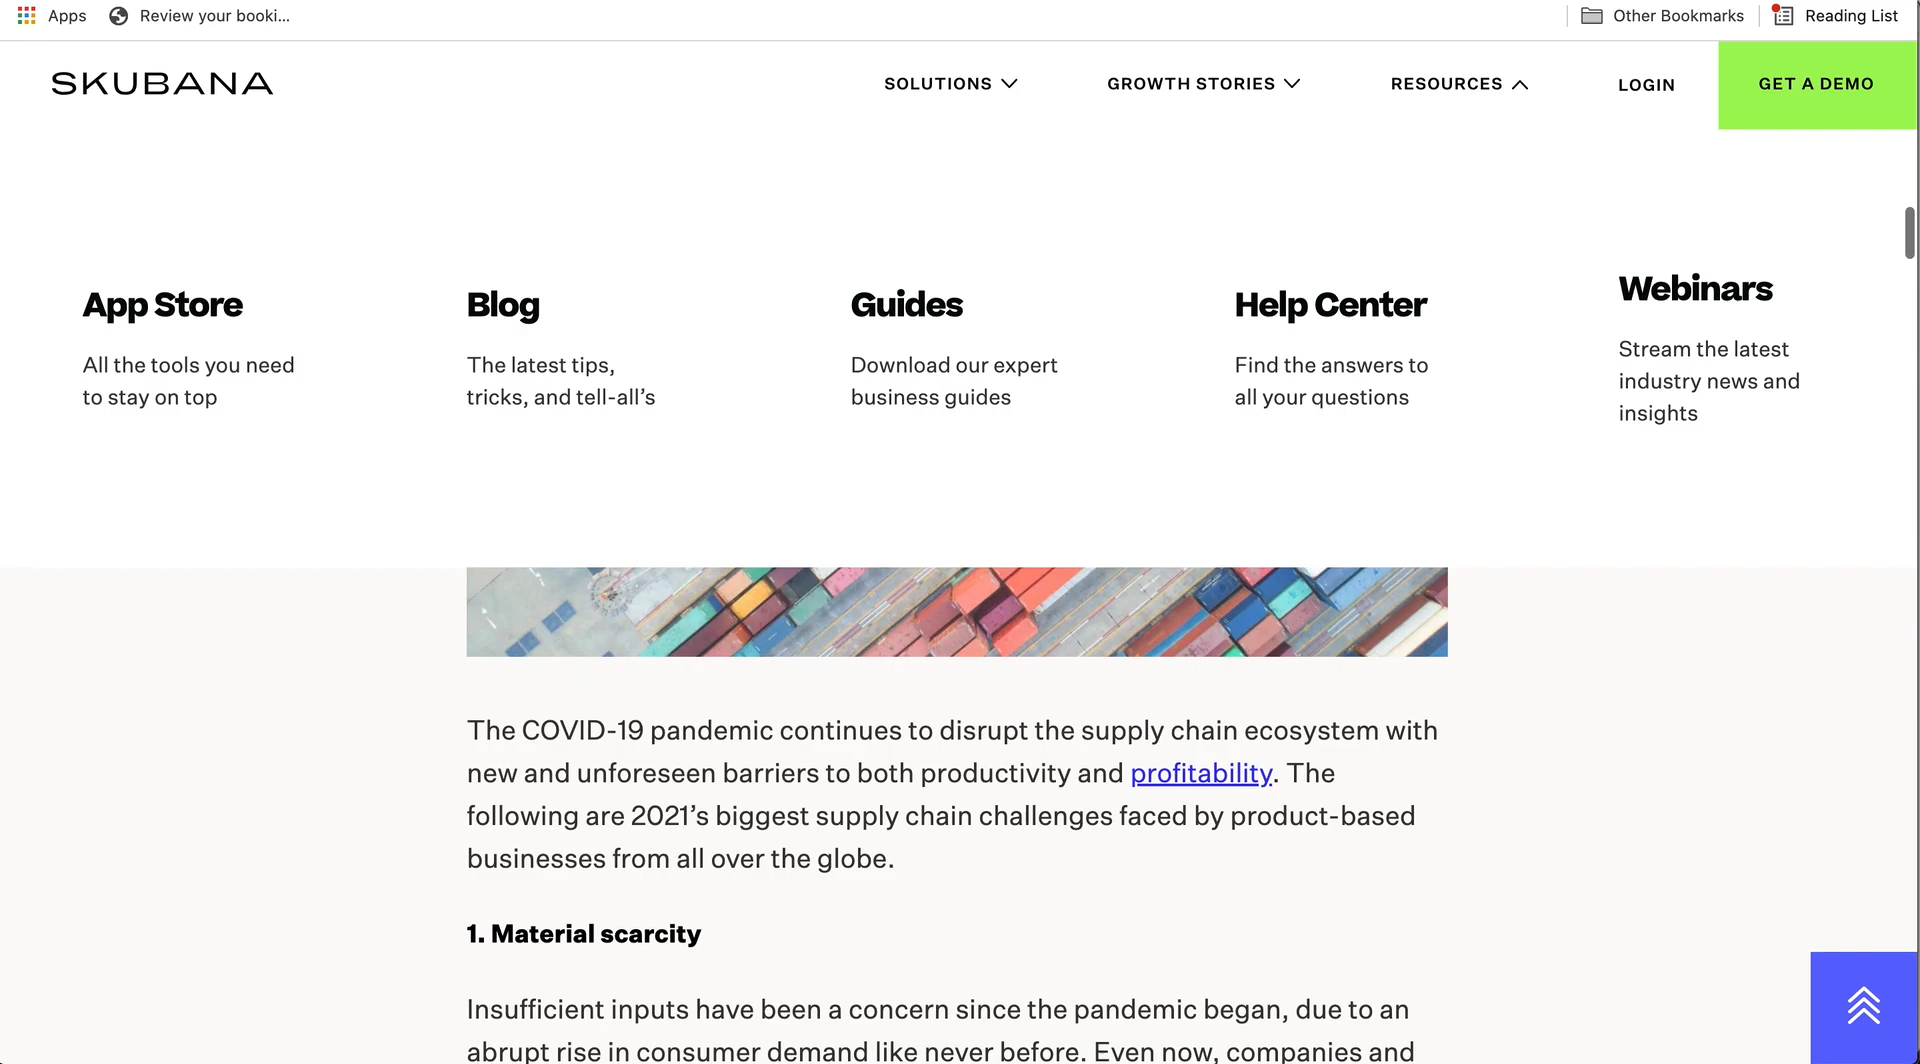 Apps
Review your booki...
Other Bookmarks
Reading List
SKUBANA
SOLUTIONS
GROWTH STORIES
RESOURCES
LOGIN
GET A DEMO
App Store
All the tools you need
to stay on top
Blog
The latest tips,
tricks, and tell-all’s
Guides
Download our expert
business guides
Help Center
Find the answers to
all your questions
Webinars
Stream the latest
industry news and
insights
The COVID-19 pandemic continues to disrupt the supply chain ecosystem with
new and unforeseen barriers to both productivity and profitability. The
following are 2021’s biggest supply chain challenges faced by product-based
businesses from all over the globe.
1. Material scarcity
Insufficient inputs have been a concern since the pandemic began, due to an
abrupt rise in consumer demand like never before. Even now, companies and